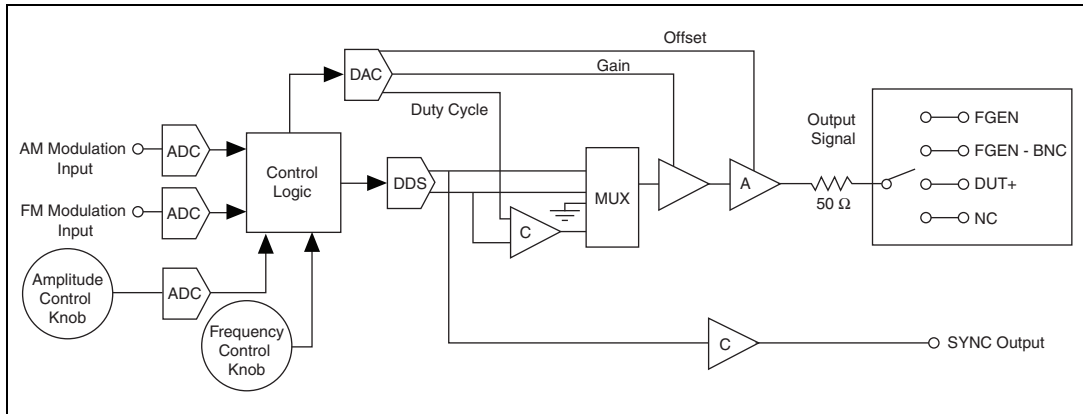 Offset
DAC
Gain
Duty Cycle
Output
Signal
FGEN
AM Modulation
Input
ADC
FGEN - BNC
Control
Logic
DDS
MUX
A
DUT+
50 Ω
FM Modulation
Input
ADC
C
NC
Amplitude
Control
Knob
ADC
Frequency
Control
Knob
C
SYNC Output